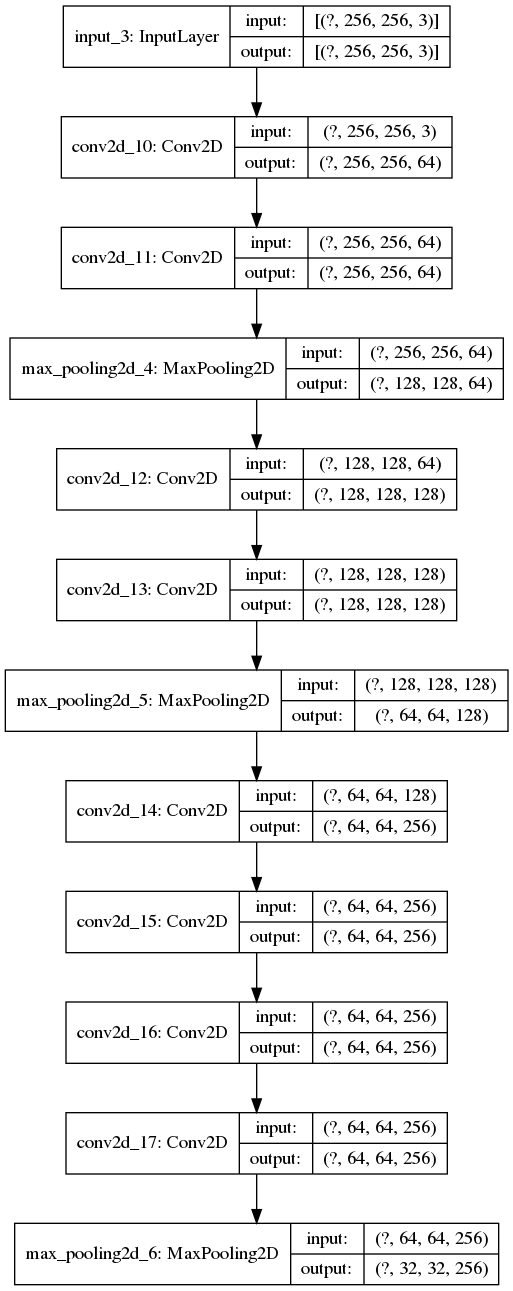 input_3: InputLayer
input: [(?, 256, 256, 3)]
output: [(?, 256, 256, 3)]
conv2d_10: Conv2D
input: (?, 256, 256, 3)
output: (?, 256, 256, 64)
conv2d_11: Conv2D
input: (?, 256, 256, 64)
output: (?, 256, 256, 64)
max_pooling2d_4: MaxPooling2D
input: (?, 256, 256, 64)
output: (?, 128, 128, 64)
conv2d_12: Conv2D
input: (?, 128, 128, 64)
output: (?, 128, 128, 128)
conv2d_13: Conv2D
input: (?, 128, 128, 128)
output: (?, 128, 128, 128)
max_pooling2d_5: MaxPooling2D
input: (?, 128, 128, 128)
output: (?, 64, 64, 128)
conv2d_14: Conv2D
input: (?, 64, 64, 128)
output: (?, 64, 64, 256)
conv2d_15: Conv2D
input: (?, 64, 64, 256)
output: (?, 64, 64, 256)
conv2d_16: Conv2D
input: (?, 64, 64, 256)
output: (?, 64, 64, 256)
conv2d_17: Conv2D
input: (?, 64, 64, 256)
output: (?, 64, 64, 256)
max_pooling2d_6: MaxPooling2D
input: (?, 64, 64, 256)
output: (?, 32, 32, 256)